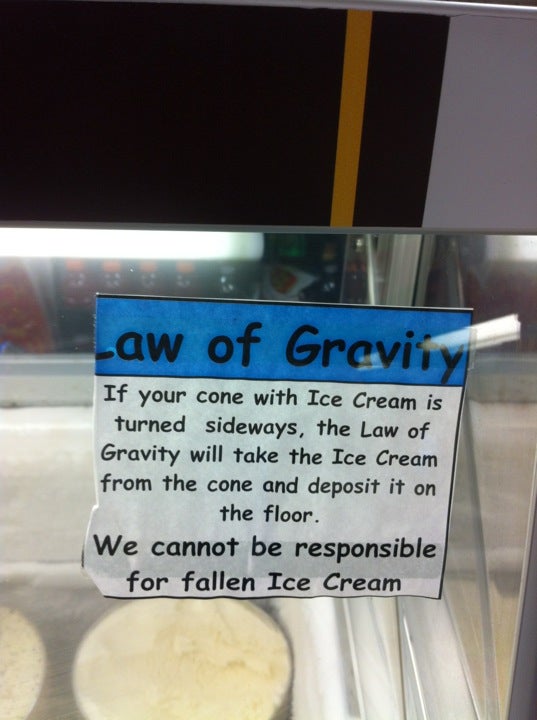 Law of Gravity
If your cone with Ice Cream is
turned sideways, the Law of
Gravity will take the Ice Cream
from the cone and deposit it on
the floor.
We cannot be responsible
for fallen Ice Cream